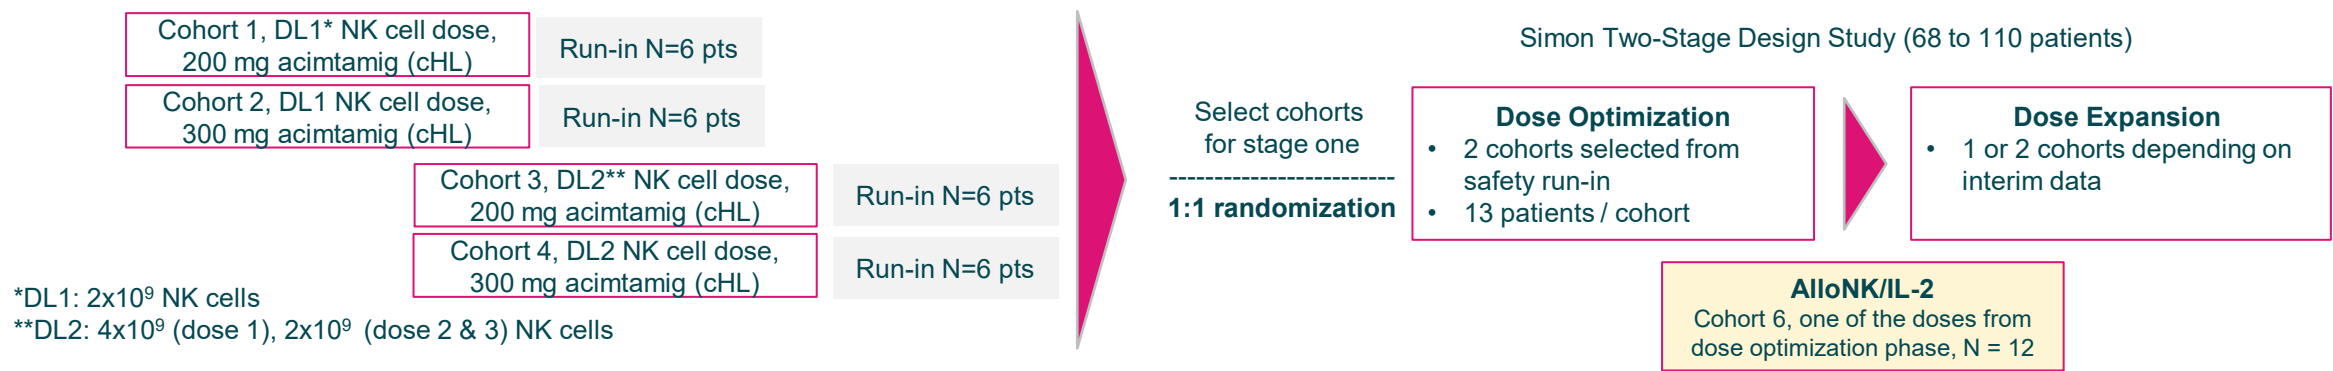 Cohort 1, DL1* NK cell dose,
200 mg acimtamig (cHL)
Run-in N=6 pts
Cohort 2, DL1 NK cell dose,
300 mg acimtamig (cHL)
Run-in N=6 pts
Cohort 3, DL2** NK cell dose,
200 mg acimtamig (cHL)
Run-in N=6 pts
Cohort 4, DL2 NK cell dose,
300 mg acimtamig (cHL)
Run-in N=6 pts
*DL1: 2x10⁹ NK cells
**DL2: 4x10⁹ (dose 1), 2x10⁹ (dose 2 & 3) NK cells
Select cohorts
for stage one
-------------------------
1:1 randomization
Simon Two-Stage Design Study (68 to 110 patients)
Dose Optimization
• 2 cohorts selected from
safety run-in
• 13 patients / cohort
Dose Expansion
• 1 or 2 cohorts depending on
interim data
AlloNK/IL-2
Cohort 6, one of the doses from
dose optimization phase, N = 12